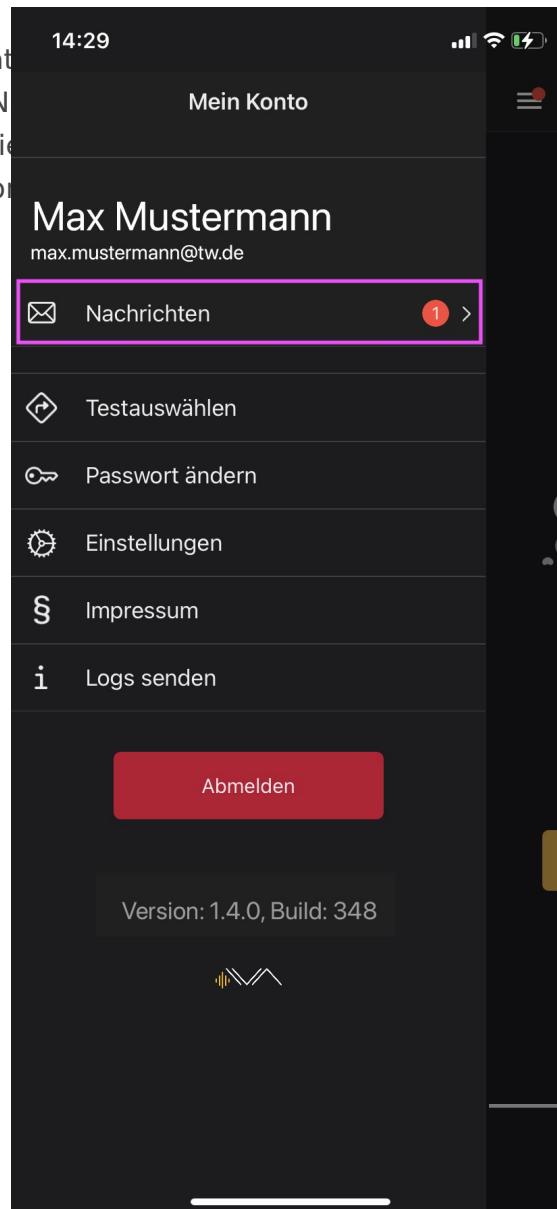 14:29
Mein Konto
Max Mustermann
max.mustermann@tw.de
Nachrichten 1
Testauswählen
Passwort ändern
Einstellungen
§ Impressum
i Logs senden
Abmelden
Version: 1.4.0, Build: 348